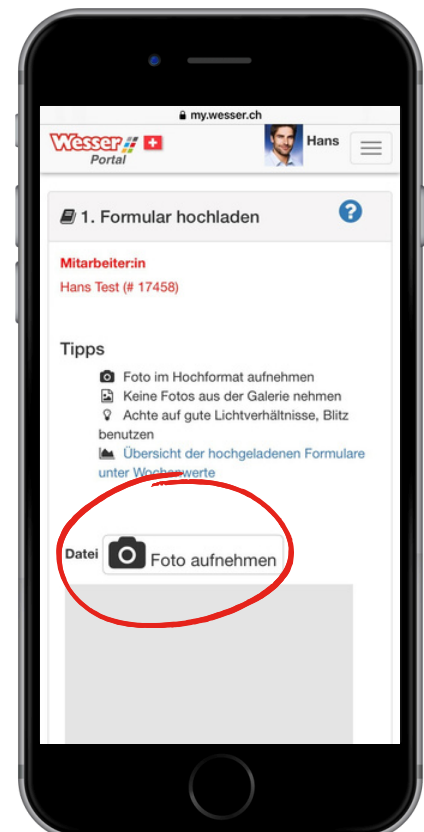 my.wesser.ch
Wesser
Portal
Hans
1. Formular hochladen
?
Mitarbeiter:in
Hans Test (# 17458)
Tipps
Foto im Hochformat aufnehmen
Keine Fotos aus der Galerie nehmen
Achte auf gute Lichtverhältnisse, Blitz
benutzen
Übersicht der hochgeladenen Formulare
unter Wochenwerte
Datei Foto aufnehmen